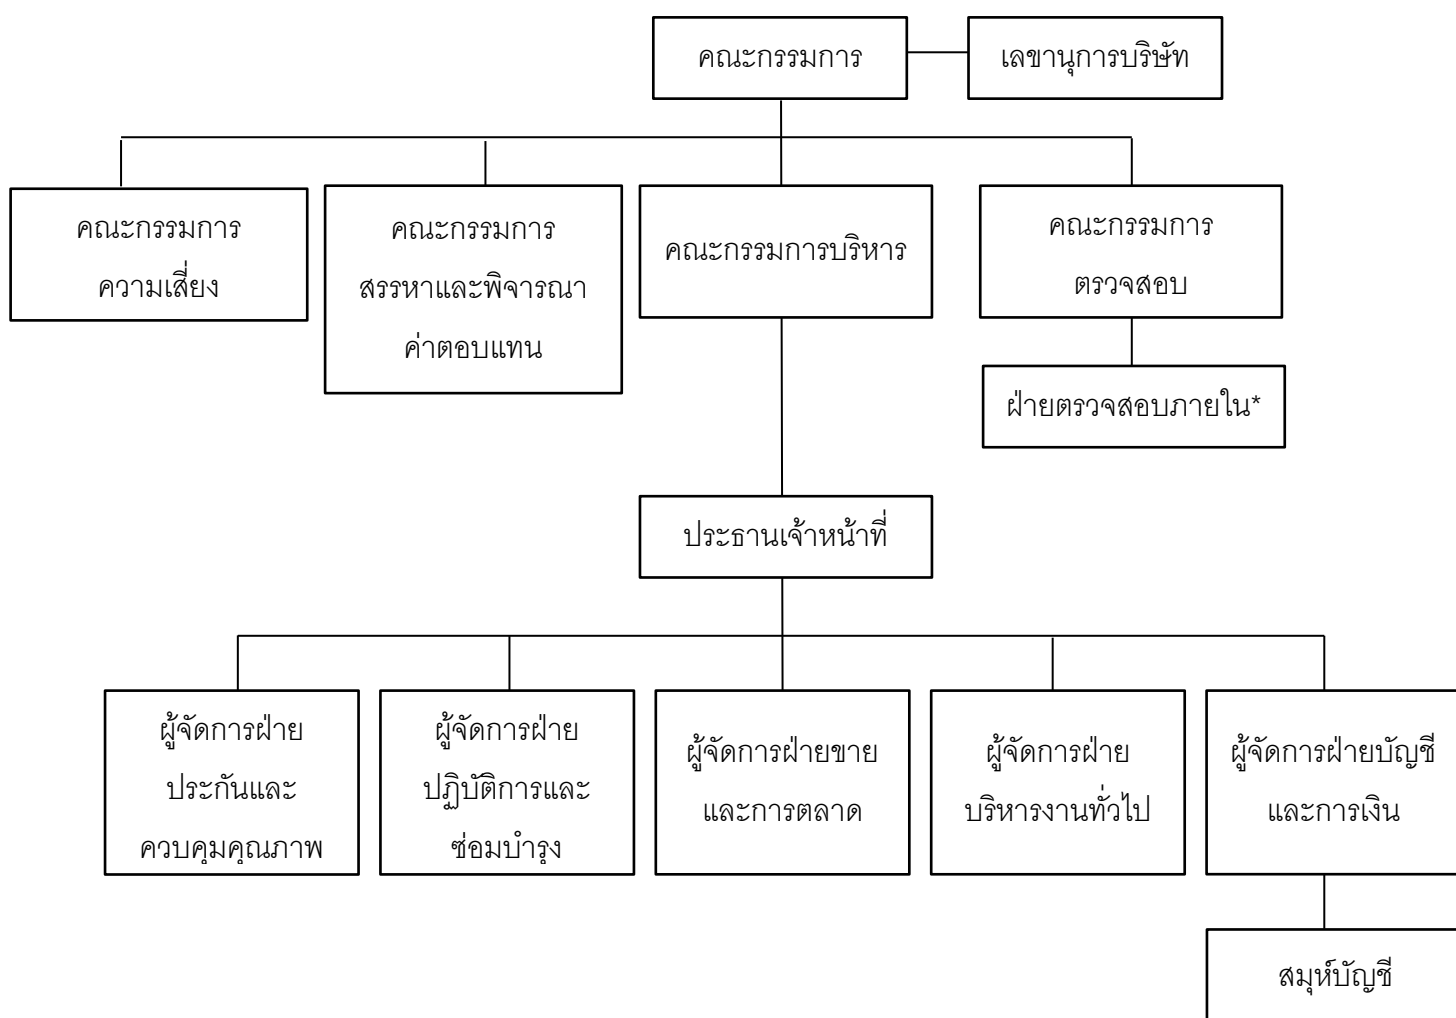 คณะกรรมการ
เลขานุการบริษัท
คณะกรรมการ
ความเสี่ยง
คณะกรรมการ
สรรหาและพิจารณา
ค่าตอบแทน
คณะกรรมการบริหาร
คณะกรรมการ
ตรวจสอบ
ฝ่ายตรวจสอบภายใน*
ประธานเจ้าหน้าที่
ผู้จัดการฝ่าย
ประกันและ
ควบคุมคุณภาพ
ผู้จัดการฝ่าย
ปฏิบัติการและ
ซ่อมบำรุง
ผู้จัดการฝ่ายขาย
และการตลาด
ผู้จัดการฝ่าย
บริหารงานทั่วไป
ผู้จัดการฝ่ายบัญชี
และการเงิน
สมุห์บัญชี